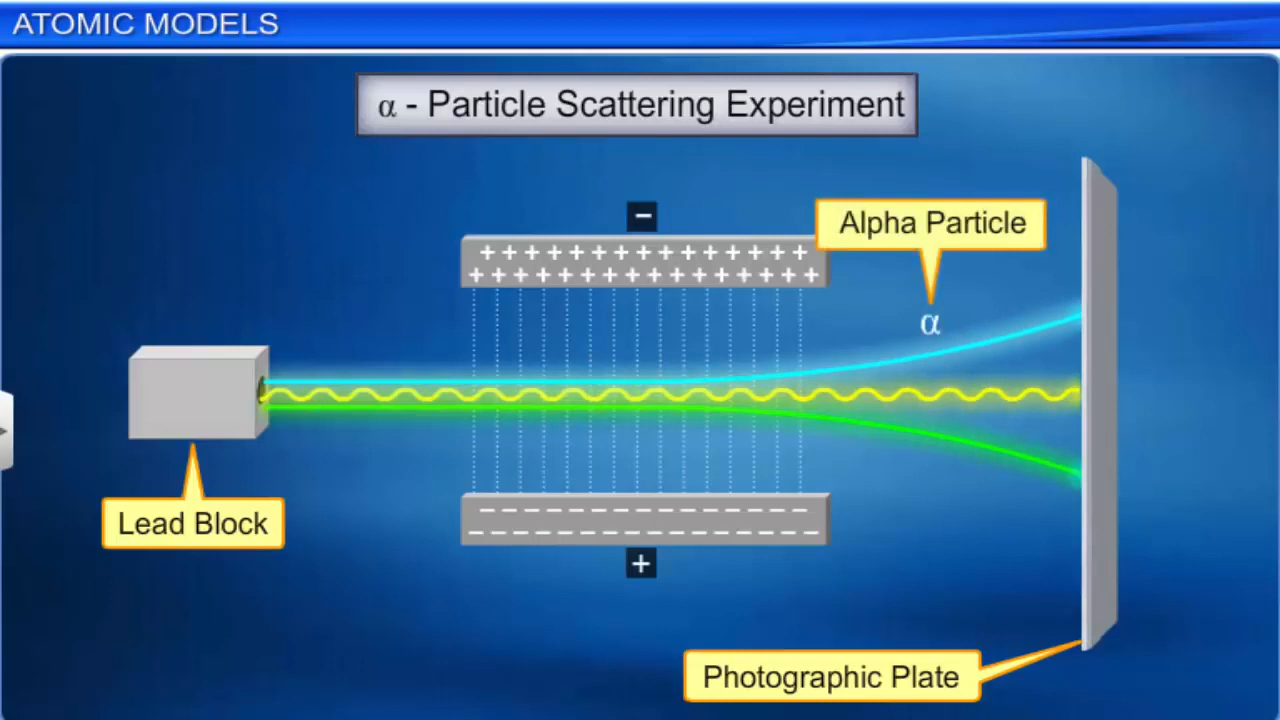 ATOMIC MODELS
α - Particle Scattering Experiment
−
+ + + + + + + + + + + + + + +
+ + + + + + + + + + + + + + + +
Alpha Particle
α
Lead Block
− − − − − − − − − − − − − − −
− − − − − − − − − − − − − − − −
+
Photographic Plate